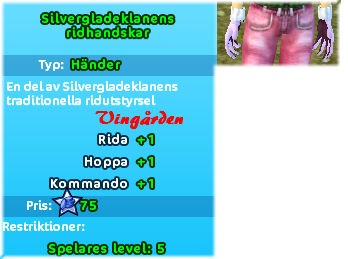 Silvergladeklanens
ridhandskar
Typ: Händer
En del av Silvergladeklanens
traditionella ridutstyrsel
Vingården
Rida +1
Hoppa +1
Kommando +1
Pris: 75
Restriktioner:
Spelares level: 5